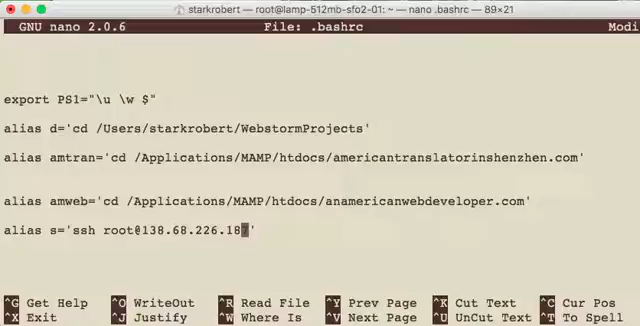 starkrobert — root@lamp-512mb-sfo2-01: ~ — nano .bashrc — 89×21
GNU nano 2.0.6 File: .bashrc Modi
export PS1="\u \w $"
alias d='cd /Users/starkrobert/WebstormProjects'
alias amtran='cd /Applications/MAMP/htdocs/americantranslatorinshenzhen.com'
alias amweb='cd /Applications/MAMP/htdocs/anamericanwebdeveloper.com'
alias s='ssh root@138.68.226.187'
^G Get Help ^O WriteOut ^R Read File ^Y Prev Page ^K Cut Text ^C Cur Pos
^X Exit ^J Justify ^W Where Is ^V Next Page ^U UnCut Text ^T To Spell